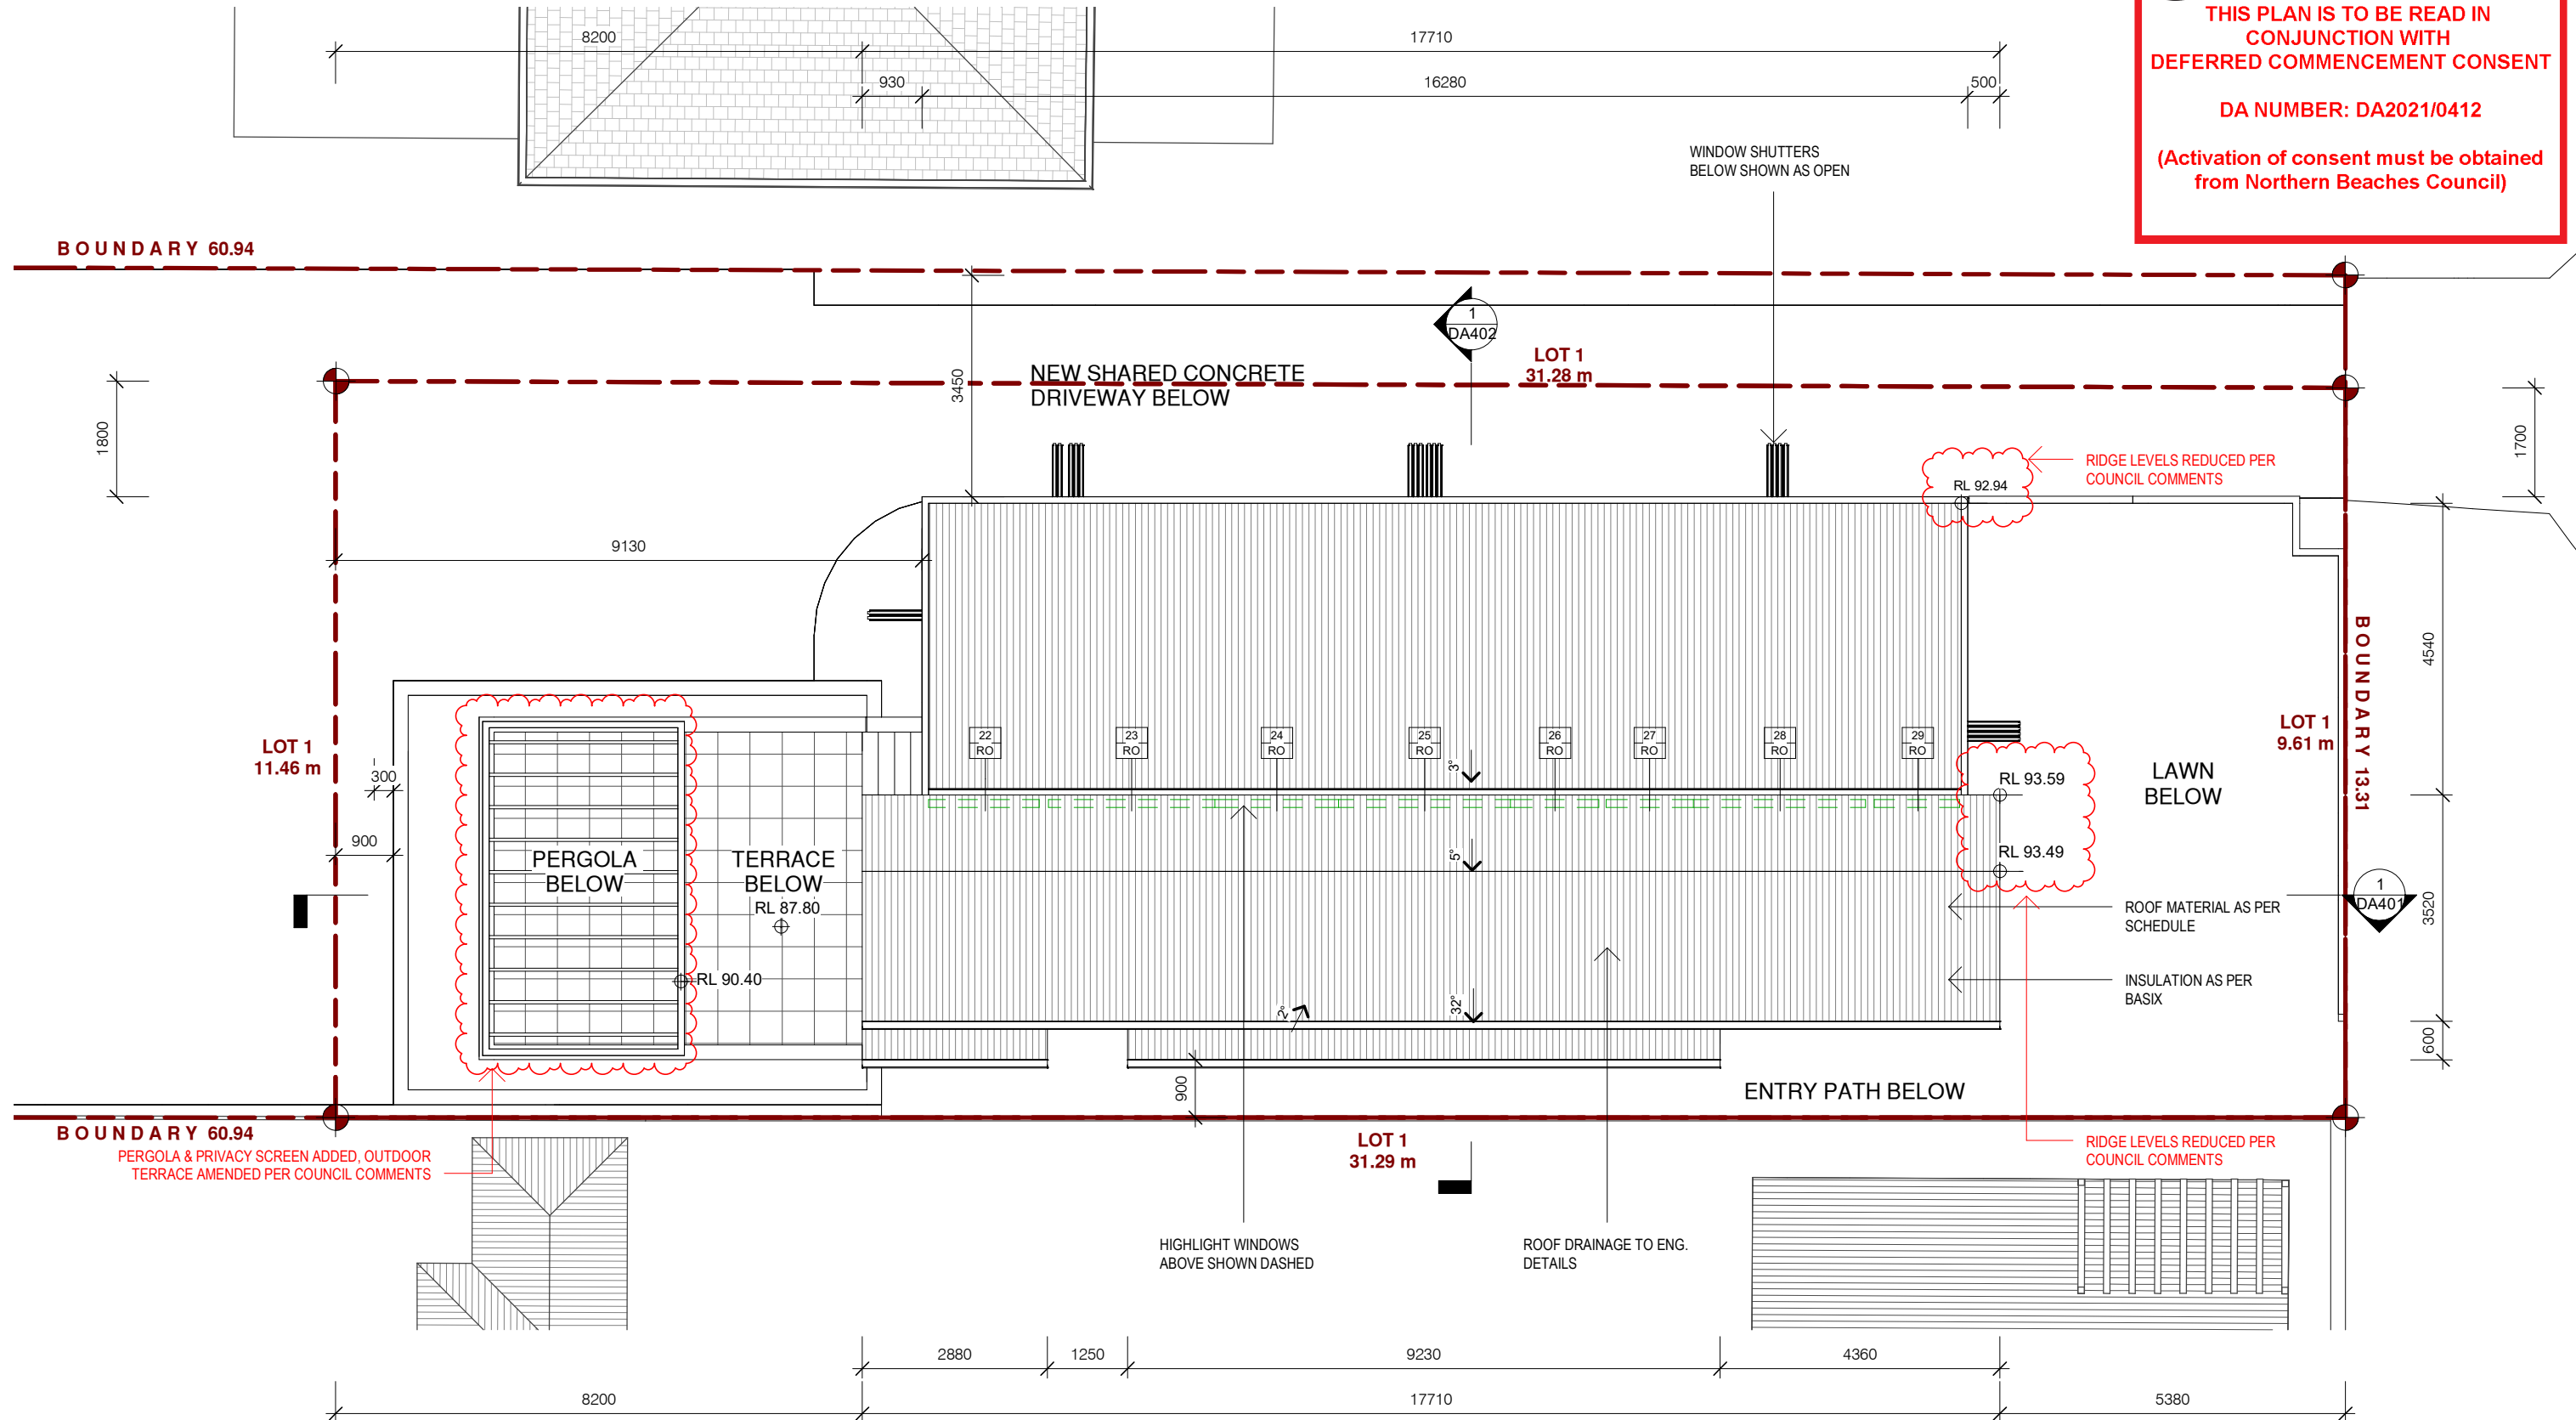 THIS PLAN IS TO BE READ IN
CONJUNCTION WITH
DEFERRED COMMENCEMENT CONSENT
DA NUMBER: DA2021/0412
(Activation of consent must be obtained
from Northern Beaches Council)
8200
17710
930
16280
500
WINDOW SHUTTERS
BELOW SHOWN AS OPEN
BOUNDARY 60.94
1
DA402
LOT 1
31.28 m
NEW SHARED CONCRETE
DRIVEWAY BELOW
3450
1800
1700
RIDGE LEVELS REDUCED PER
COUNCIL COMMENTS
RL 92.94
9130
4540
BOUNDARY 13.31
LOT 1
9.61 m
LOT 1
11.46 m
300
900
22
RO
23
RO
24
RO
25
RO
26
RO
27
RO
28
RO
29
RO
3°
RL 93.59
LAWN
BELOW
PERGOLA
BELOW
TERRACE
BELOW
RL 87.80
5°
RL 93.49
1
DA401
ROOF MATERIAL AS PER
SCHEDULE
3520
RL 90.40
INSULATION AS PER
BASIX
2°
32°
600
900
ENTRY PATH BELOW
BOUNDARY 60.94
PERGOLA & PRIVACY SCREEN ADDED, OUTDOOR
TERRACE AMENDED PER COUNCIL COMMENTS
LOT 1
31.29 m
RIDGE LEVELS REDUCED PER
COUNCIL COMMENTS
HIGHLIGHT WINDOWS
ABOVE SHOWN DASHED
ROOF DRAINAGE TO ENG.
DETAILS
2880
1250
9230
4360
8200
17710
5380